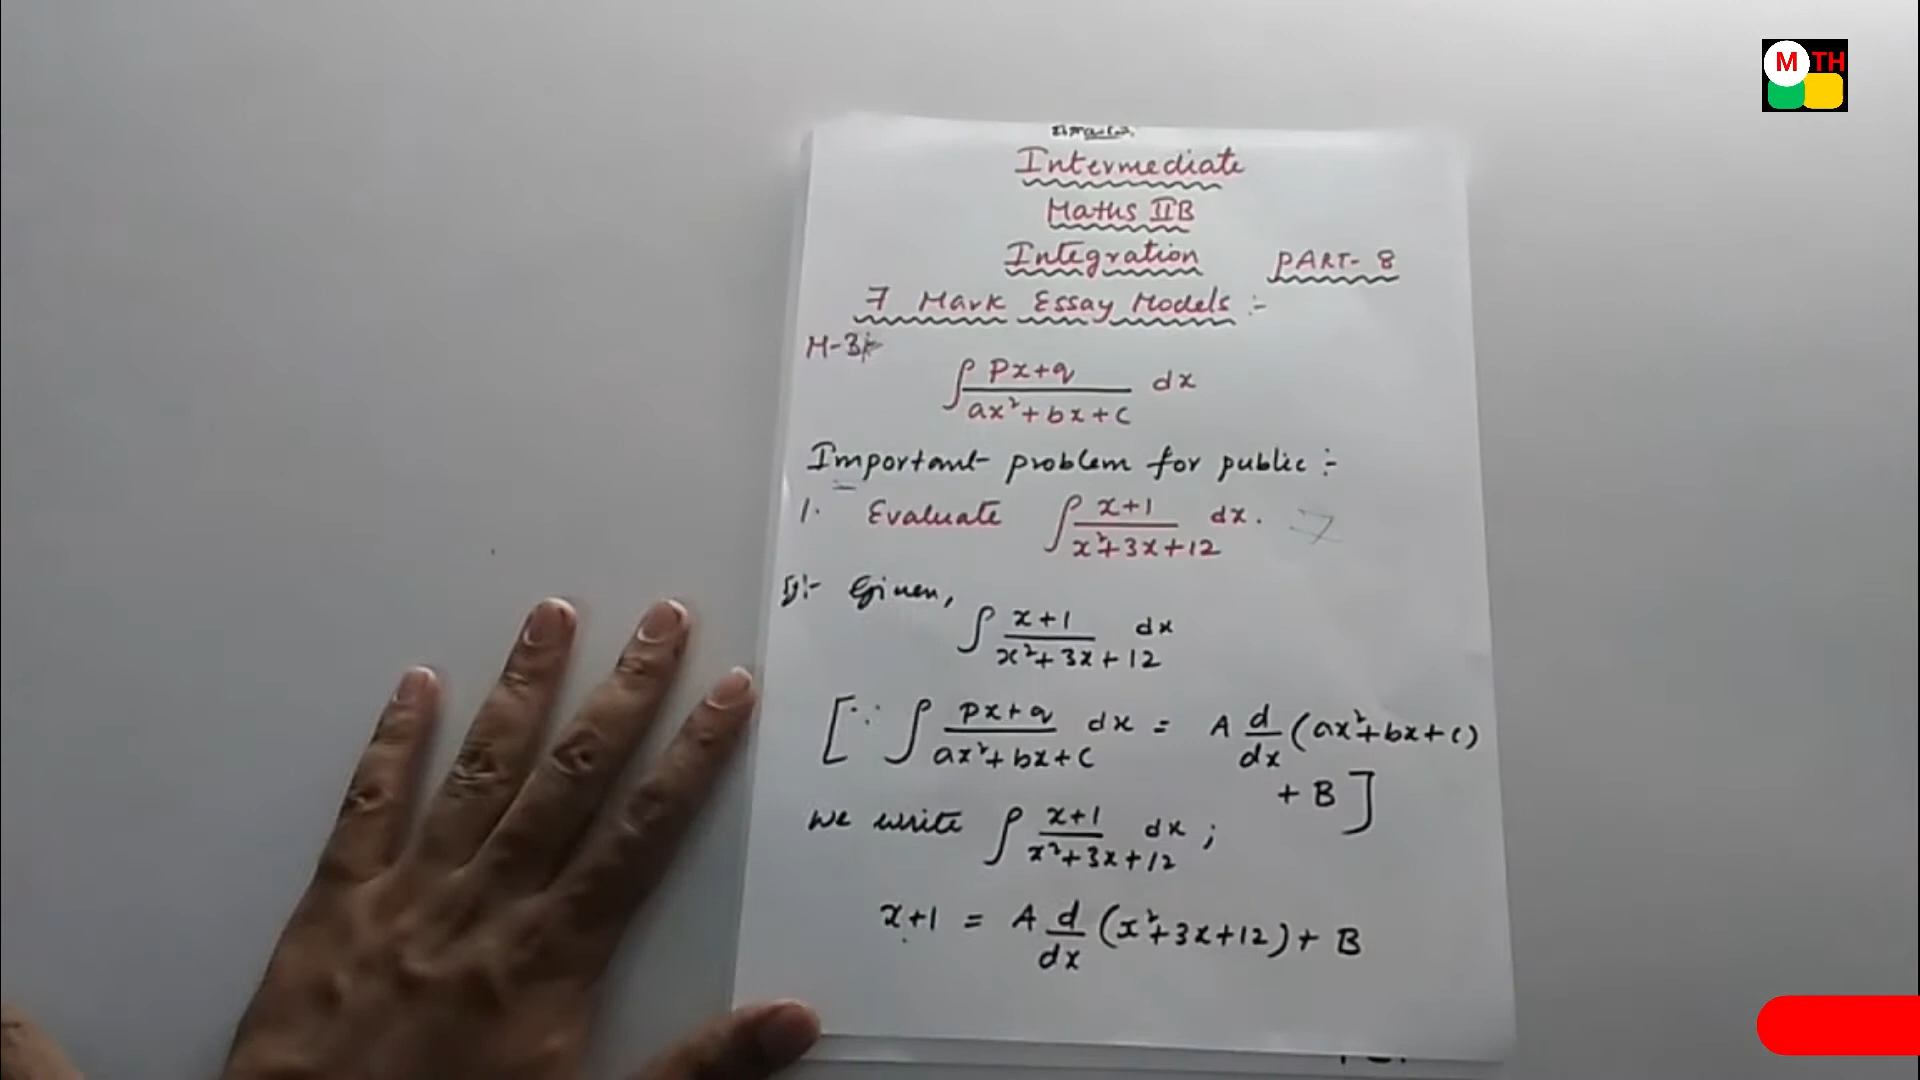 M TH
Intermediate
Maths IIB
Integration PART- 8
7 Mark Essay Models :-
M-3:-
∫ px+q / ax²+bx+c dx
Important problem for public :-
1. Evaluate ∫ x+1 / x²+3x+12 dx.
Given,
∫ x+1 / x²+3x+12 dx
[∵ ∫ px+q / ax²+bx+c dx = A d/dx (ax²+bx+c)
+ B]
We write ∫ x+1 / x²+3x+12 dx ;
x+1 = A d/dx (x²+3x+12) + B